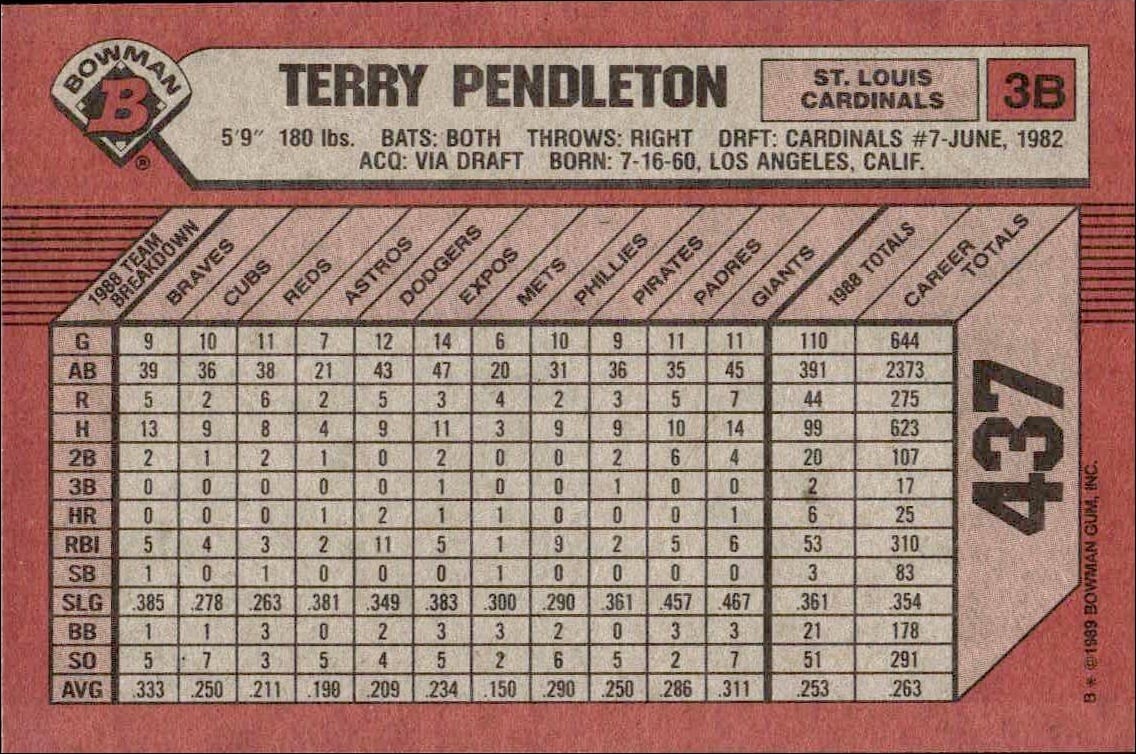 BOWMAN
B
®
TERRY PENDLETON
ST. LOUIS
CARDINALS
3B
5'9" 180 lbs. BATS: BOTH THROWS: RIGHT DRFT: CARDINALS #7-JUNE, 1982
ACQ: VIA DRAFT BORN: 7-16-60, LOS ANGELES, CALIF.
1988 TEAM BREAKDOWN BRAVES CUBS REDS ASTROS DODGERS EXPOS METS PHILLIES PIRATES PADRES GIANTS 1988 TOTALS CAREER TOTALS
G 9 10 11 7 12 14 6 10 9 11 11 110 644
AB 39 36 38 21 43 47 20 31 36 35 45 391 2373
R 5 2 6 2 5 3 4 2 3 5 7 44 275
H 13 9 8 4 9 11 3 9 9 10 14 99 623
2B 2 1 2 1 0 2 0 0 2 6 4 20 107
3B 0 0 0 0 0 1 0 0 1 0 0 2 17
HR 0 0 0 1 2 1 1 0 0 0 1 6 25
RBI 5 4 3 2 11 5 1 9 2 5 6 53 310
SB 1 0 1 0 0 0 1 0 0 0 0 3 83
SLG .385 .278 .263 .381 .349 .383 .300 .290 .361 .457 .467 .361 .354
BB 1 1 3 0 2 3 3 2 0 3 3 21 178
SO 5 7 3 5 4 5 2 6 5 2 7 51 291
AVG .333 .250 .211 .190 .209 .234 .150 .290 .250 .286 .311 .253 .263
437
B * ©1989 BOWMAN GUM, INC.